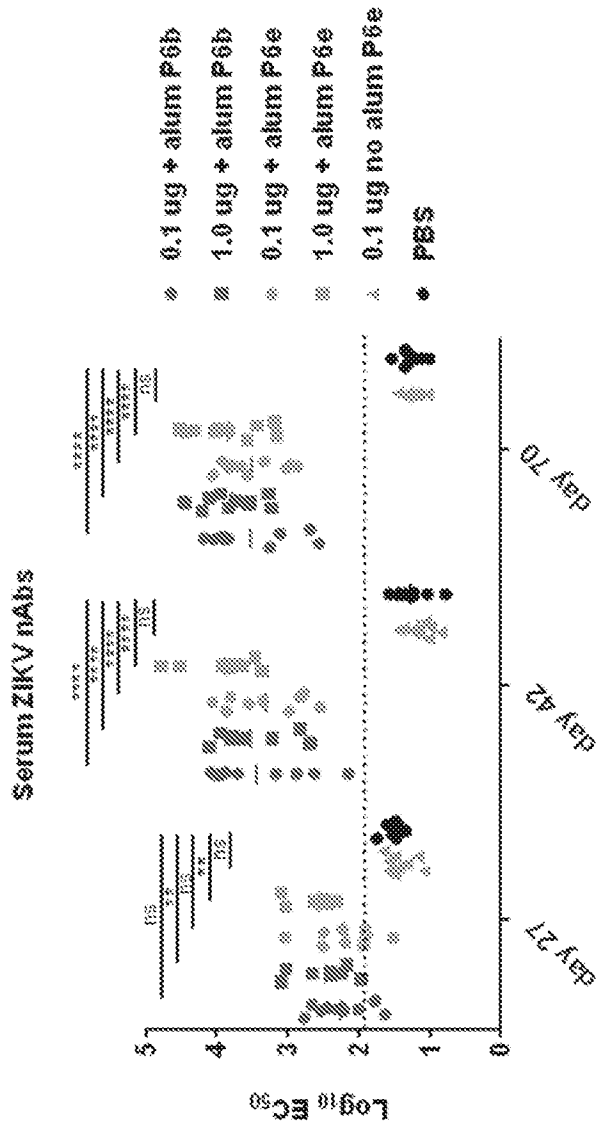 Serum ZIKV nAbs
Log10 EC50
5
4
3
2
1
0
ns
**
ns
**
ns
****
****
****
****
ns
****
****
****
****
ns
day 27
day 42
day 70
0.1 ug + alum P6b
1.0 ug + alum P6b
0.1 ug + alum P6e
1.0 ug + alum P6e
0.1 ug no alum P6e
PBS